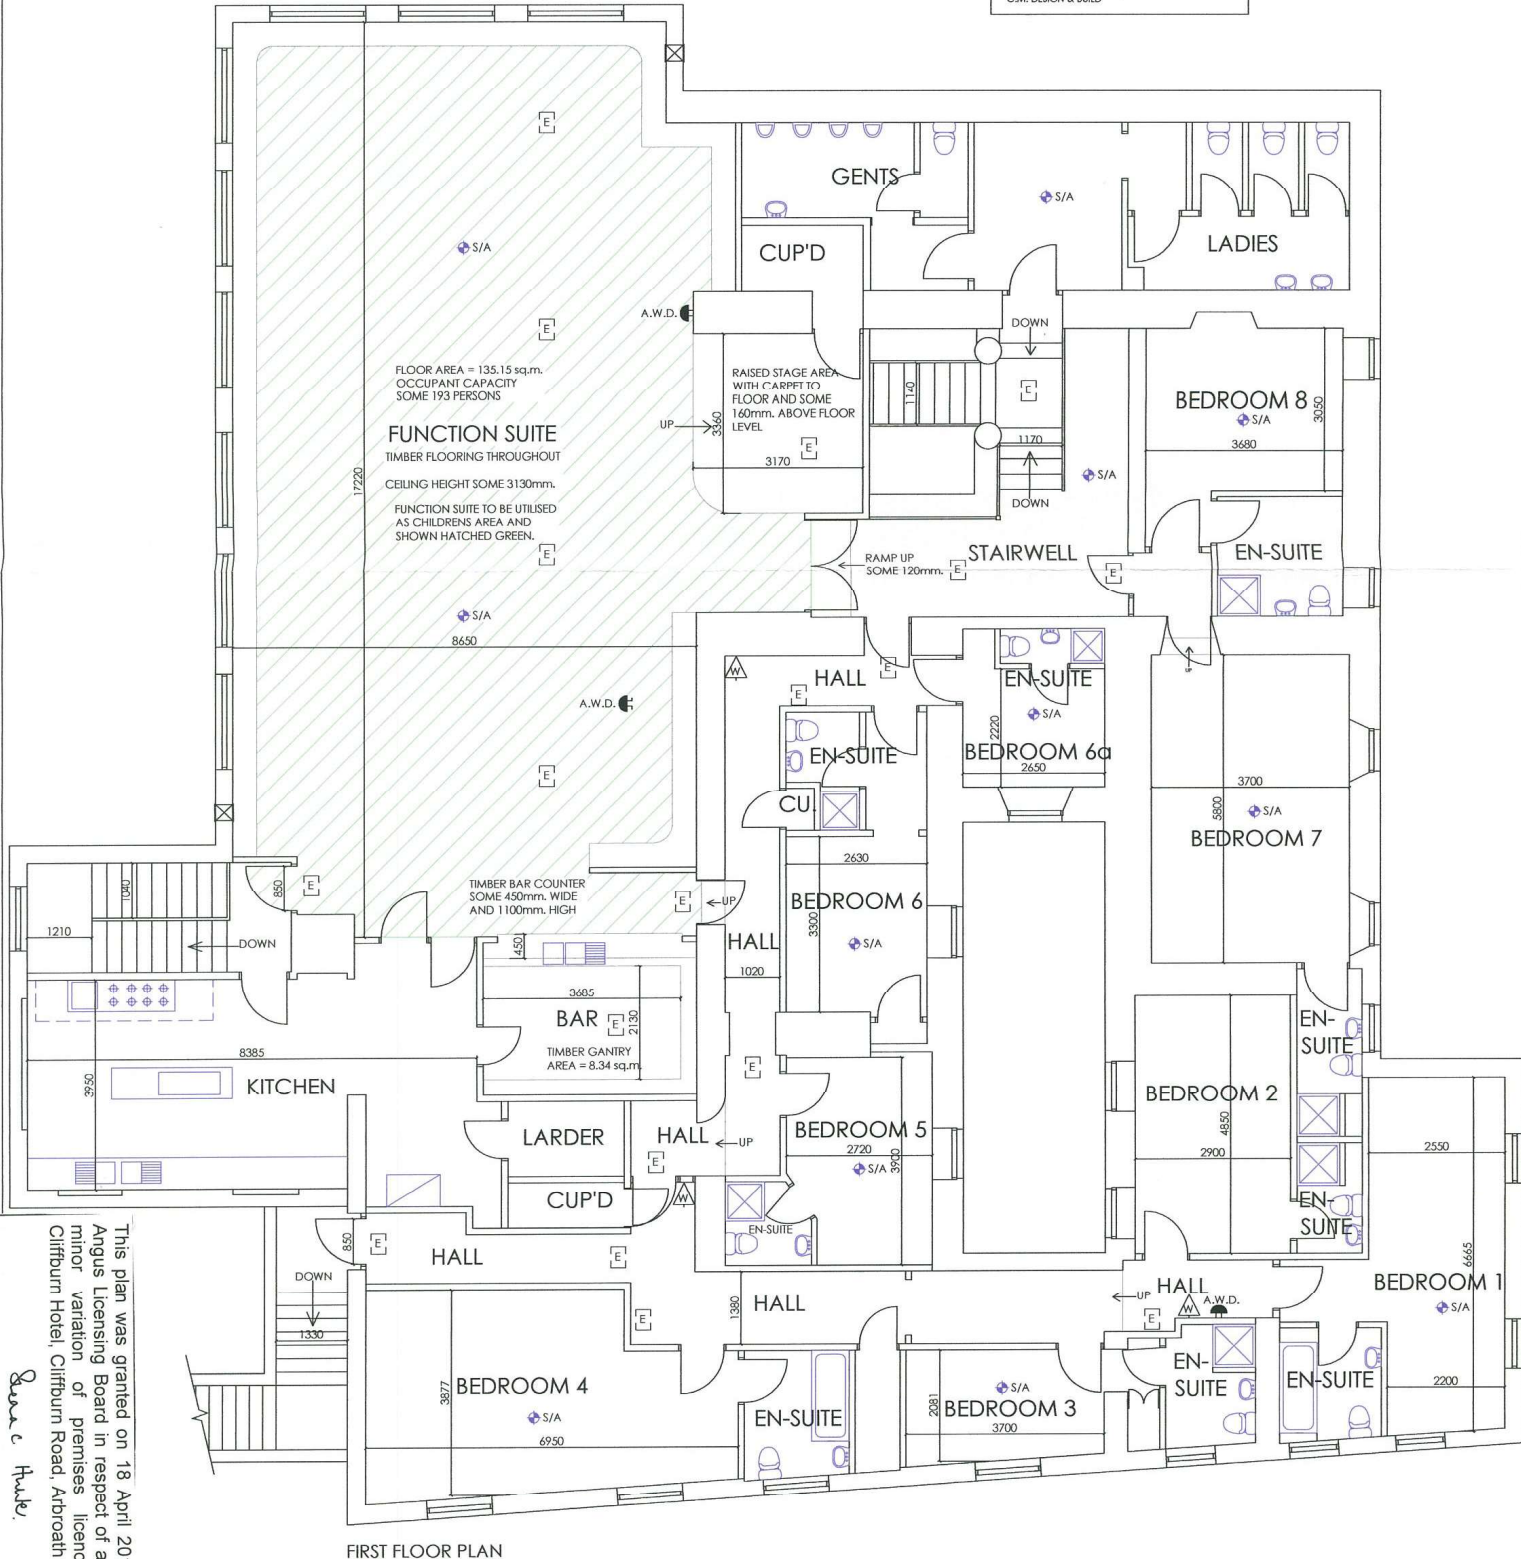 GENTS
S/A
LADIES
CUP'D
S/A
A.W.D.
DOWN
FLOOR AREA = 135.15 sq.m.
OCCUPANT CAPACITY
SOME 193 PERSONS
FUNCTION SUITE
TIMBER FLOORING THROUGHOUT
CEILING HEIGHT SOME 3130mm.
FUNCTION SUITE TO BE UTILISED
AS CHILDRENS AREA AND
SHOWN HATCHED GREEN.
17220
8650
E
E
E
E
S/A
A.W.D.
RAISED STAGE AREA
WITH CARPET TO
FLOOR AND SOME
160mm. ABOVE FLOOR
LEVEL
E
UP
3360
3170
1140
E
1170
DOWN
S/A
BEDROOM 8
S/A
3050
3680
RAMP UP
SOME 120mm.
E
STAIRWELL
E
EN-SUITE
UP
W
HALL
E
E
EN-SUITE
S/A
2220
BEDROOM 6a
2650
EN-SUITE
CU.
3700
5800
S/A
BEDROOM 7
2630
BEDROOM 6
3300
S/A
TIMBER BAR COUNTER
SOME 450mm. WIDE
AND 1100mm. HIGH
E
UP
HALL
1020
E
850
1040
1210
DOWN
450
3685
BAR
E
2130
TIMBER GANTRY
AREA = 8.34 sq.m.
8385
3950
KITCHEN
LARDER
HALL
UP
E
CUP'D
W
E
BEDROOM 5
2720
3900
S/A
EN-SUITE
BEDROOM 2
4850
2900
EN-
SUITE
EN-
SUITE
2550
6665
BEDROOM 1
S/A
2200
850
E
HALL
E
DOWN
1330
E
1380
HALL
UP
HALL
W
A.W.D.
E
3877
BEDROOM 4
S/A
6950
EN-SUITE
2081
S/A
BEDROOM 3
3700
EN-
SUITE
EN-SUITE
This plan was granted on 18 April 20
Angus Licensing Board in respect of a
minor variation of premises licenc
Cliffburn Hotel, Cliffburn Road, Arbroath
FIRST FLOOR PLAN